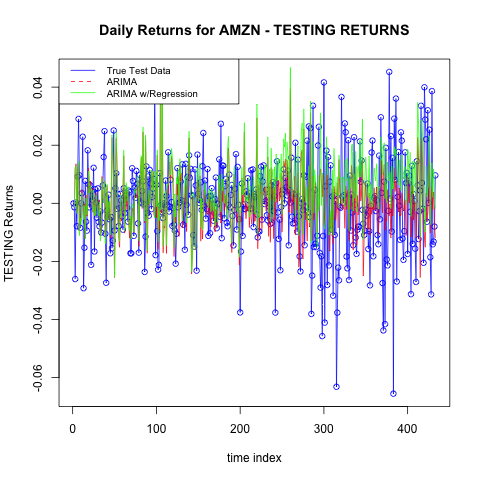 Daily Returns for AMZN - TESTING RETURNS
True Test Data
ARIMA
ARIMA w/Regression
TESTING Returns
0.04
0.02
0.00
-0.02
-0.04
-0.06
0
100
200
300
400
time index